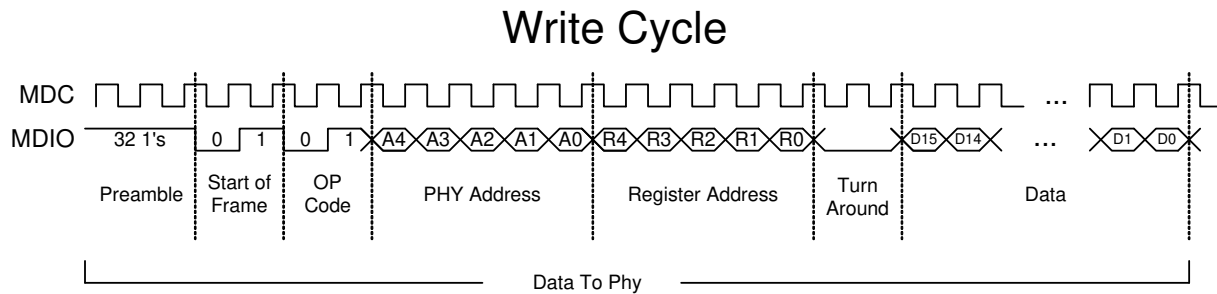 Write Cycle
MDC ...
MDIO 32 1's 0 1 0 1 A4 A3 A2 A1 A0 R4 R3 R2 R1 R0 D15 D14 ... D1 D0
Preamble Start of Frame OP Code PHY Address Register Address Turn Around Data
Data To Phy